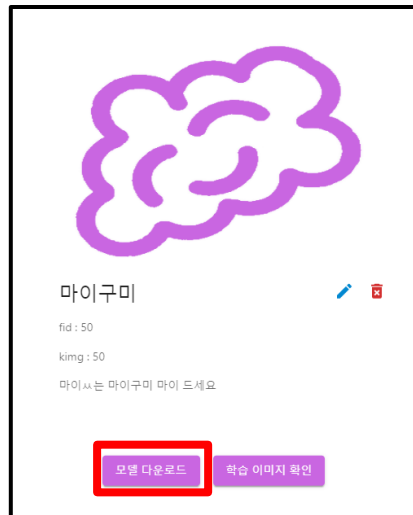 마이구미
fid : 50
kimg : 50
마이ㅆ는 마이구미 마이 드세요
모델 다운로드
학습 이미지 확인